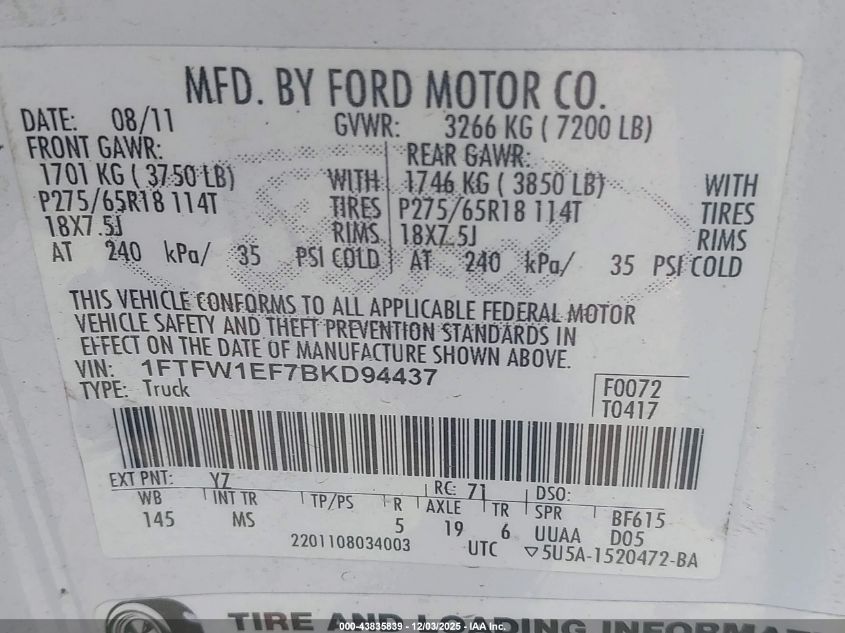 MFD. BY FORD MOTOR CO.
DATE: 08/11 GVWR: 3266 KG ( 7200 LB)
FRONT GAWR: REAR GAWR:
1701 KG ( 3750 LB) WITH 1746 KG ( 3850 LB) WITH
P275/65R18 114T TIRES P275/65R18 114T TIRES
18X7.5J RIMS 18X7.5J RIMS
AT 240 kPa/ 35 PSI COLD AT 240 kPa/ 35 PSI COLD
THIS VEHICLE CONFORMS TO ALL APPLICABLE FEDERAL MOTOR
VEHICLE SAFETY AND THEFT PREVENTION STANDARDS IN
EFFECT ON THE DATE OF MANUFACTURE SHOWN ABOVE.
VIN: 1FTFW1EF7BKD94437
TYPE: Truck
F0072
T0417
EXT PNT: YZ RC: 71 DSO:
WB INT TR TP/PS R AXLE TR SPR BF615
145 MS 5 19 6 UUAA D05
2201108034003 UTC ▽5U5A-1520472-BA
TIRE AND LOADING INFORMA
000-43835839 - 12/03/2025 - IAA Inc.